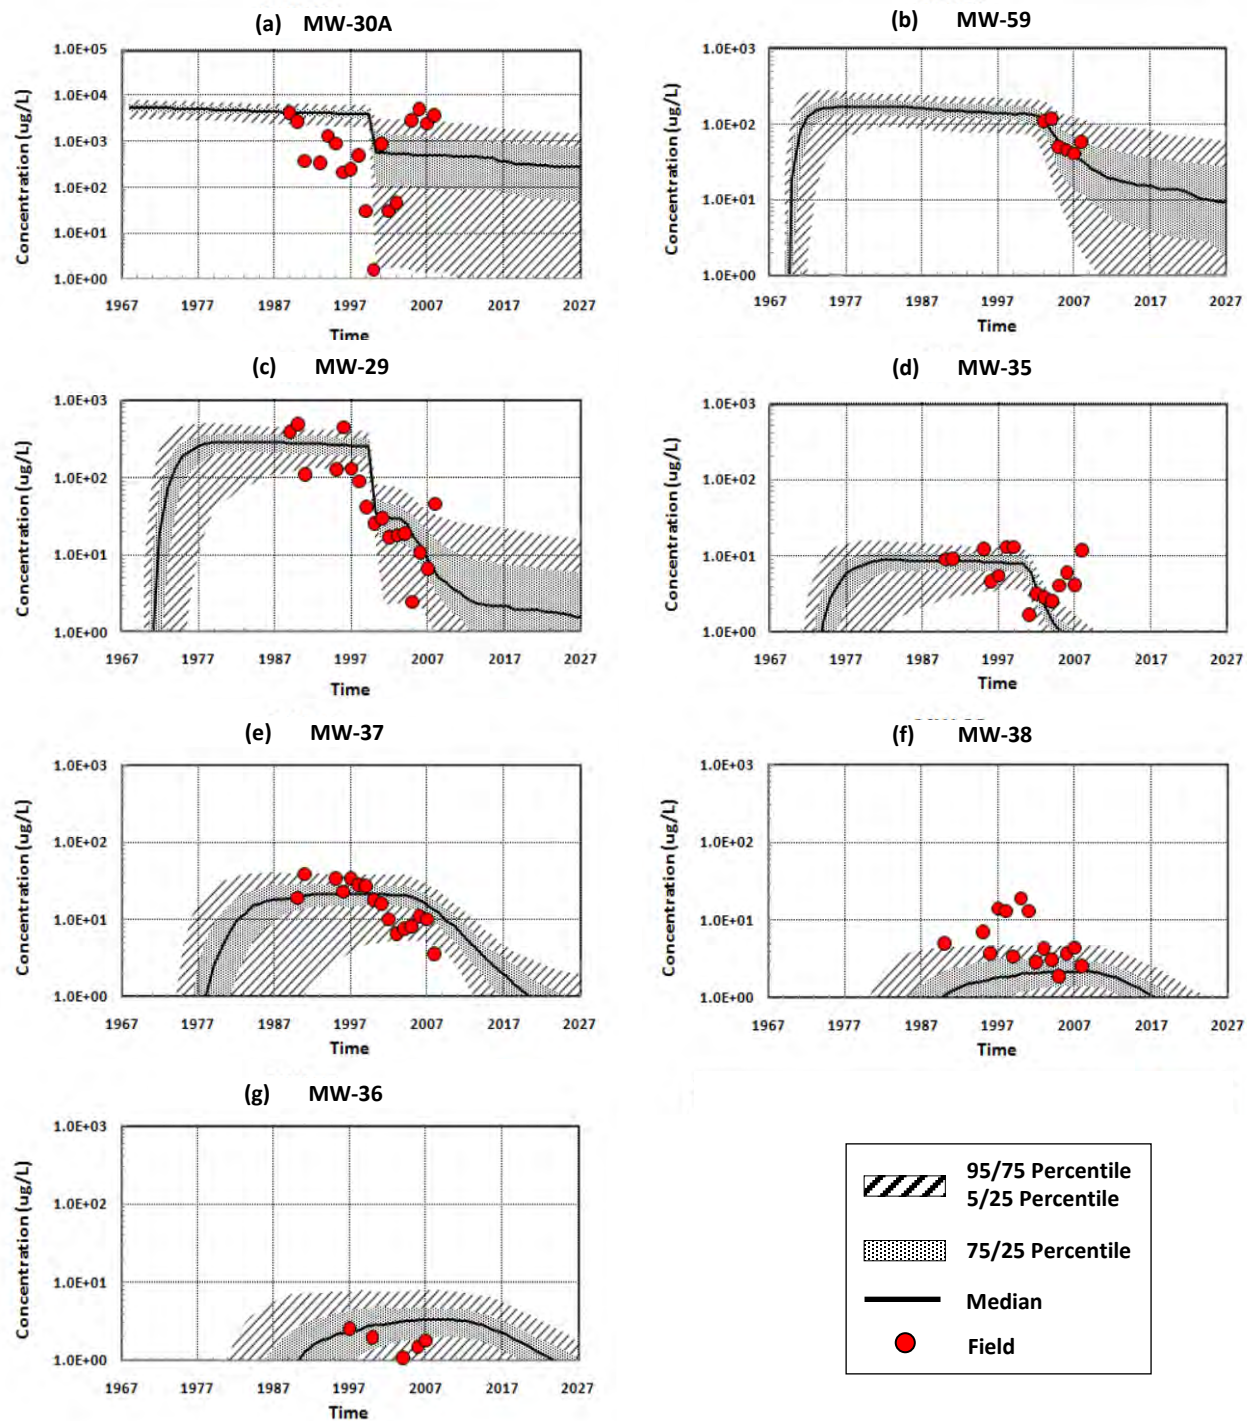 (a) MW-30A
Concentration (ug/L)
1.0E+05
1.0E+04
1.0E+03
1.0E+02
1.0E+01
1.0E+00
1967 1977 1987 1997 2007 2017 2027
Time
(b) MW-59
Concentration (ug/L)
1.0E+03
1.0E+02
1.0E+01
1.0E+00
1967 1977 1987 1997 2007 2017 2027
Time
(c) MW-29
Concentration (ug/L)
1.0E+03
1.0E+02
1.0E+01
1.0E+00
1967 1977 1987 1997 2007 2017 2027
Time
(d) MW-35
Concentration (ug/L)
1.0E+03
1.0E+02
1.0E+01
1.0E+00
1967 1977 1987 1997 2007 2017 2027
Time
(e) MW-37
Concentration (ug/L)
1.0E+03
1.0E+02
1.0E+01
1.0E+00
1967 1977 1987 1997 2007 2017 2027
Time
(f) MW-38
Concentration (ug/L)
1.0E+03
1.0E+02
1.0E+01
1.0E+00
1967 1977 1987 1997 2007 2017 2027
Time
(g) MW-36
Concentration (ug/L)
1.0E+03
1.0E+02
1.0E+01
1.0E+00
1967 1977 1987 1997 2007 2017 2027
Time
95/75 Percentile
5/25 Percentile
75/25 Percentile
Median
Field